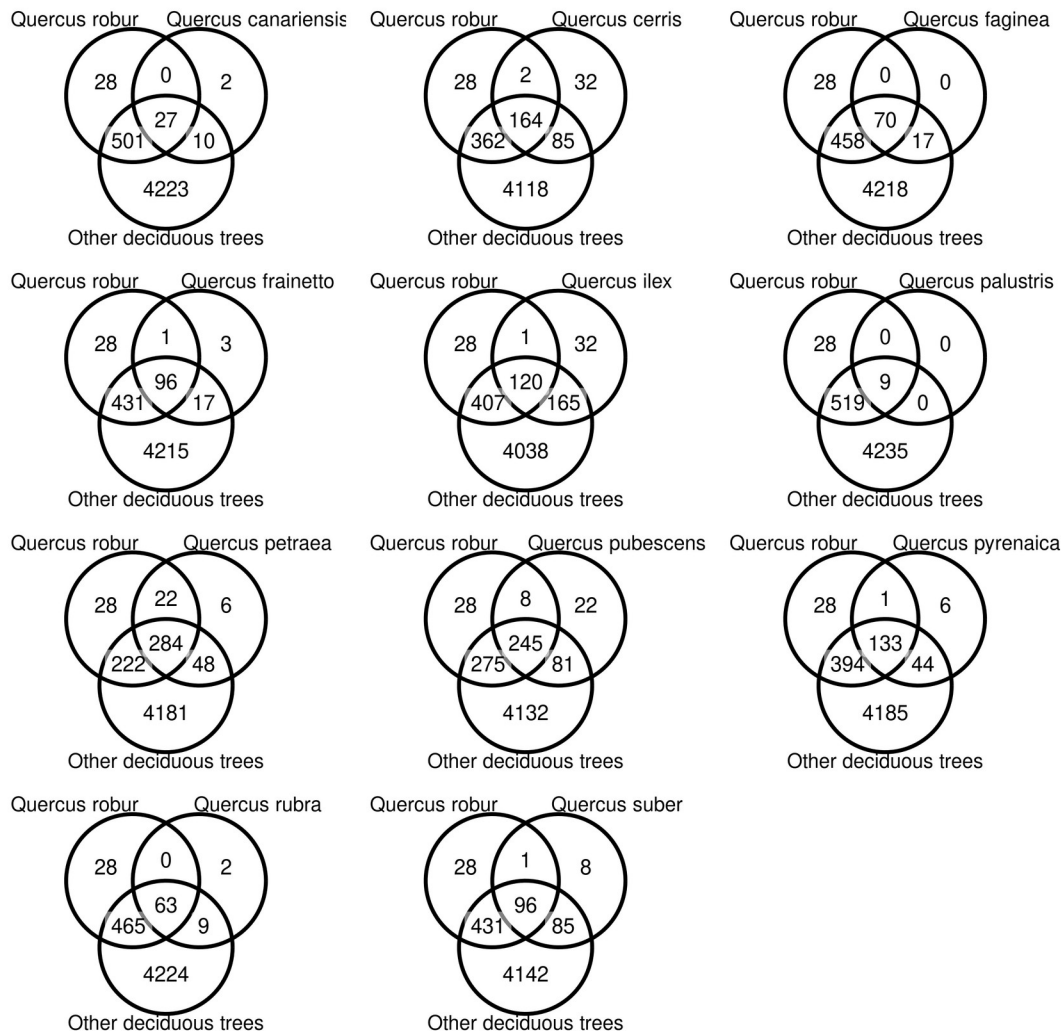 Quercus robur Quercus canariensis
28 0 2
27
501 10
4223
Other deciduous trees
Quercus robur Quercus cerris
28 2 32
164
362 85
4118
Other deciduous trees
Quercus robur Quercus faginea
28 0 0
70
458 17
4218
Other deciduous trees
Quercus robur Quercus frainetto
28 1 3
96
431 17
4215
Other deciduous trees
Quercus robur Quercus ilex
28 1 32
120
407 165
4038
Other deciduous trees
Quercus robur Quercus palustris
28 0 0
9
519 0
4235
Other deciduous trees
Quercus robur Quercus petraea
28 22 6
284
222 48
4181
Other deciduous trees
Quercus robur Quercus pubescens
28 8 22
245
275 81
4132
Other deciduous trees
Quercus robur Quercus pyrenaica
28 1 6
133
394 44
4185
Other deciduous trees
Quercus robur Quercus rubra
28 0 2
63
465 9
4224
Other deciduous trees
Quercus robur Quercus suber
28 1 8
96
431 85
4142
Other deciduous trees